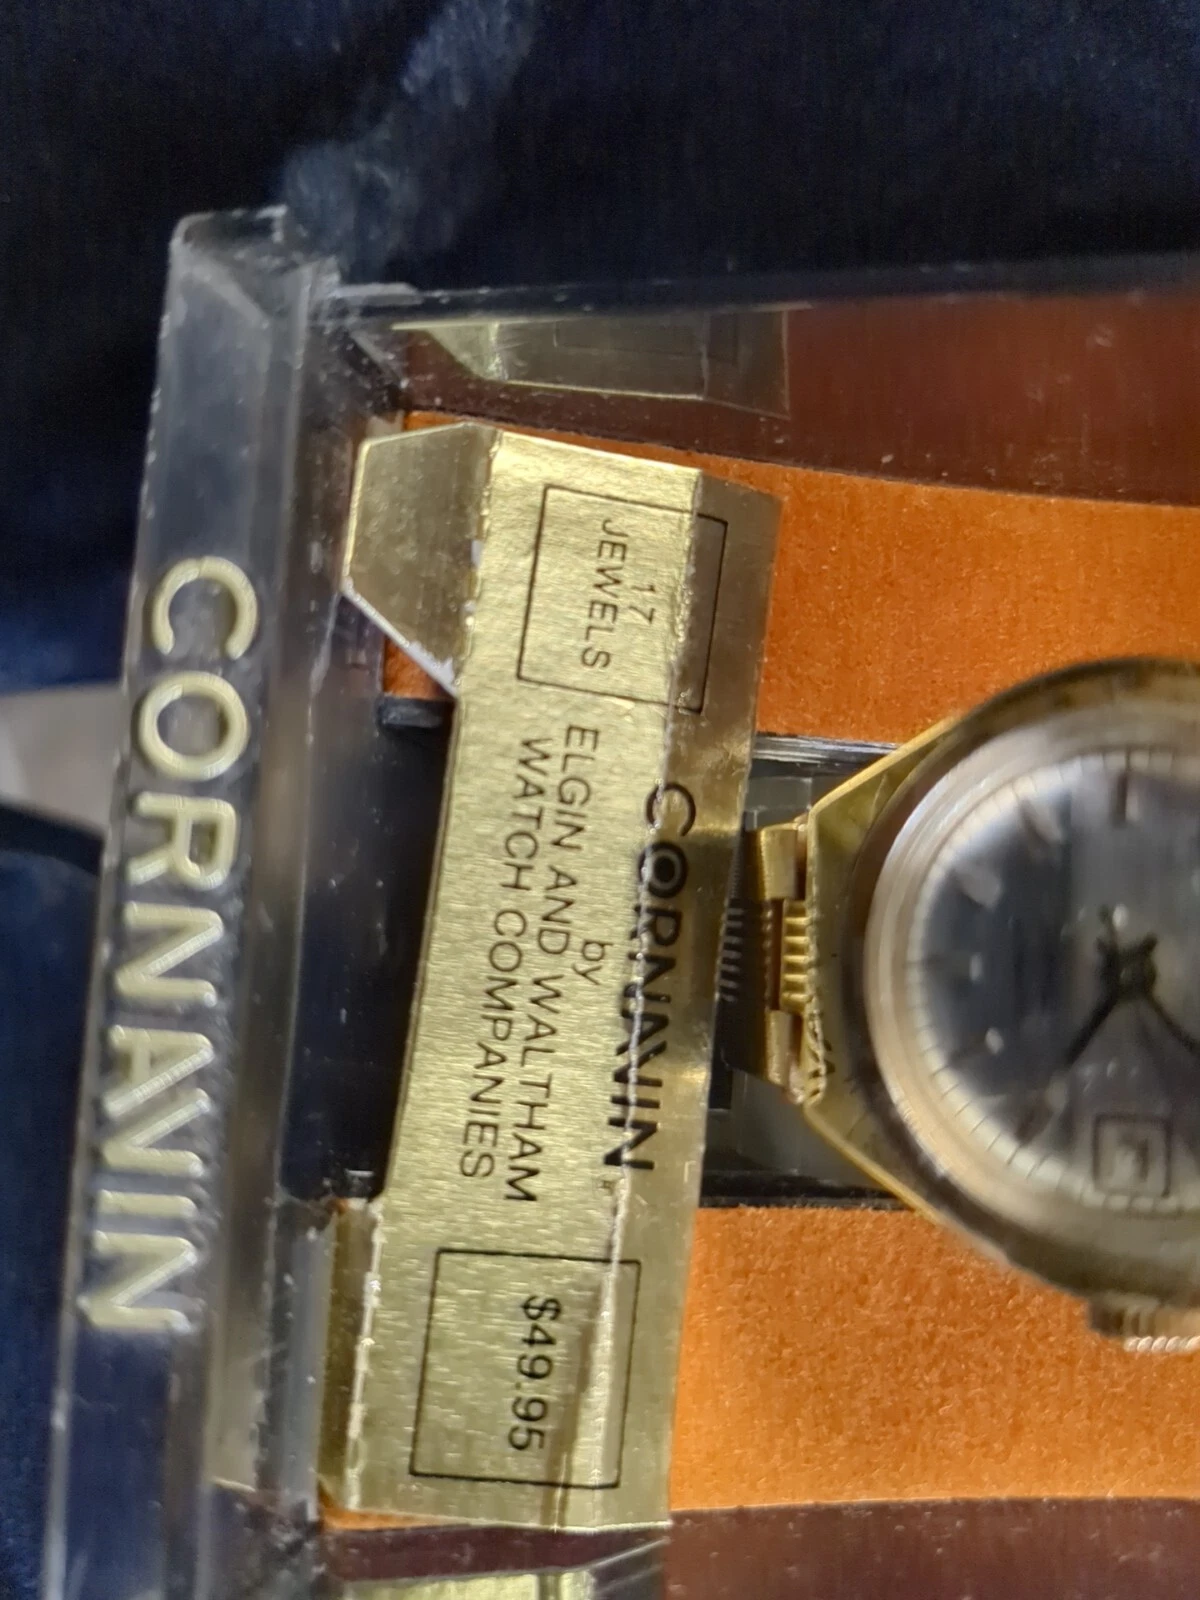 CORNAVIN
17
JEWELS
CORNAVIN
by
ELGIN AND WALTHAM
WATCH COMPANIES
$49.95